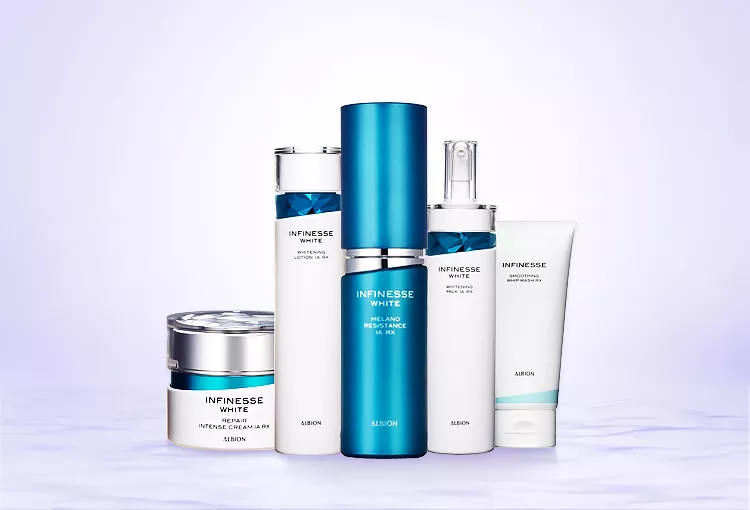 INFINESSE
WHITE
REPAIR
INTENSE CREAM IA RX
ALBION
INFINESSE
WHITE
WHITENING
LOTION IA RX
ALBION
INFINESSE
WHITE
MELANO
RESISTANCE
IA RX
ALBION
INFINESSE
WHITE
WHITENING
MILK IA RX
ALBION
INFINESSE
SMOOTHING
WHIP WASH RX
ALBION